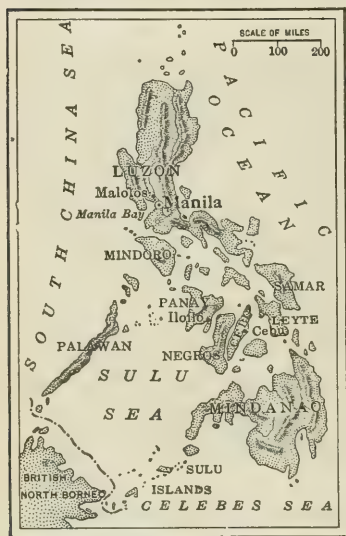 SCALE OF MILES
0 100 200
SOUTH CHINA SEA
PACIFIC
OCEAN
LUZON
Malolos
Manila
Manila Bay
MINDORO
SAMAR
PANAY
Iloilo
CEBU
LEYTE
Cebu
PALAWAN
NEGROS
SULU
SEA
MINDANAO
SULU
ISLANDS
BRITISH
NORTH BORNEO
CELEBES SEA